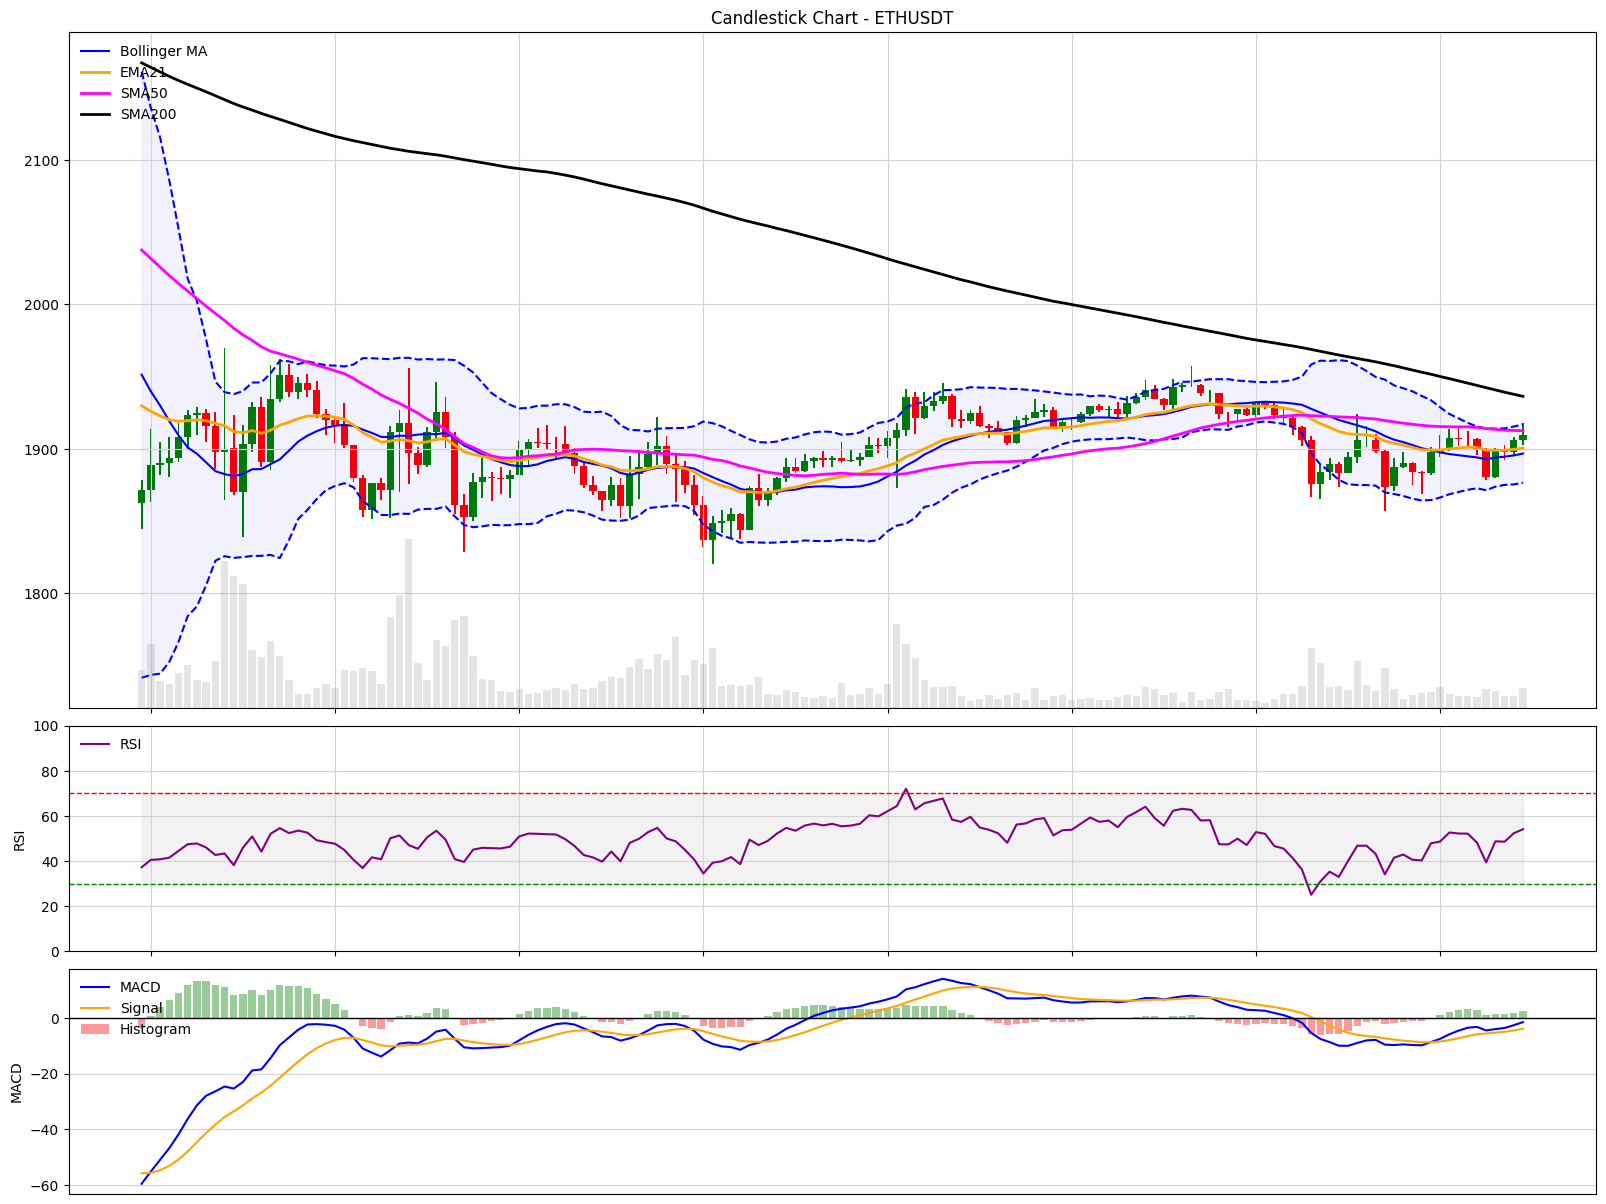 Candlestick Chart - ETHUSDT
Bollinger MA
EMA21
SMA50
SMA200
2100
2000
1900
1800
RSI
100
80
60
40
20
0
RSI
MACD
Signal
Histogram
0
−20
−40
−60
MACD